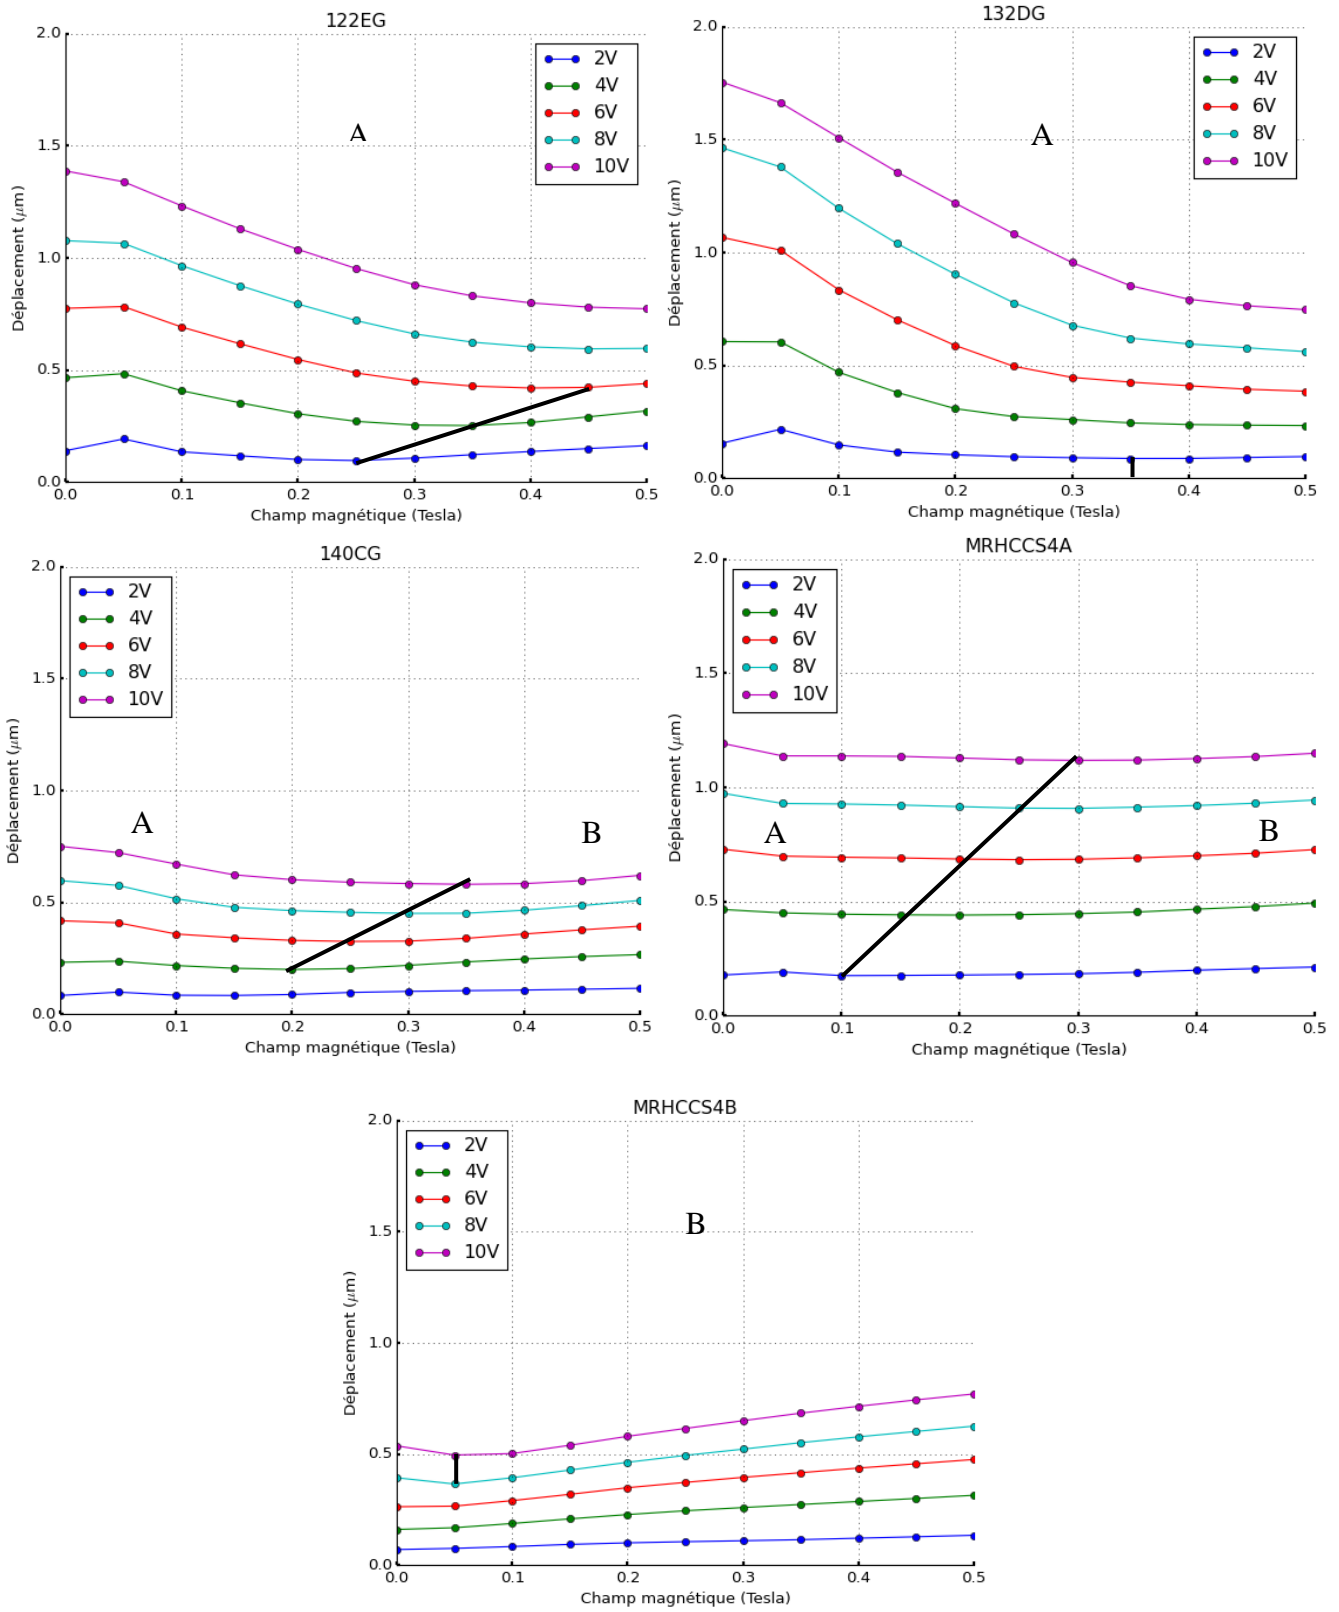 122EG
2.0
1.5
1.0
0.5
0.0
Déplacement (μm)
2V
4V
6V
8V
10V
A
0.0 0.1 0.2 0.3 0.4 0.5
Champ magnétique (Tesla)
132DG
2.0
1.5
1.0
0.5
0.0
Déplacement (μm)
2V
4V
6V
8V
10V
A
0.0 0.1 0.2 0.3 0.4 0.5
Champ magnétique (Tesla)
140CG
2.0
1.5
1.0
0.5
0.0
Déplacement (μm)
2V
4V
6V
8V
10V
A B
0.0 0.1 0.2 0.3 0.4 0.5
Champ magnétique (Tesla)
MRHCCS4A
2.0
1.5
1.0
0.5
0.0
Déplacement (μm)
2V
4V
6V
8V
10V
A B
0.0 0.1 0.2 0.3 0.4 0.5
Champ magnétique (Tesla)
MRHCCS4B
2.0
1.5
1.0
0.5
0.0
Déplacement (μm)
2V
4V
6V
8V
10V
B
0.0 0.1 0.2 0.3 0.4 0.5
Champ magnétique (Tesla)